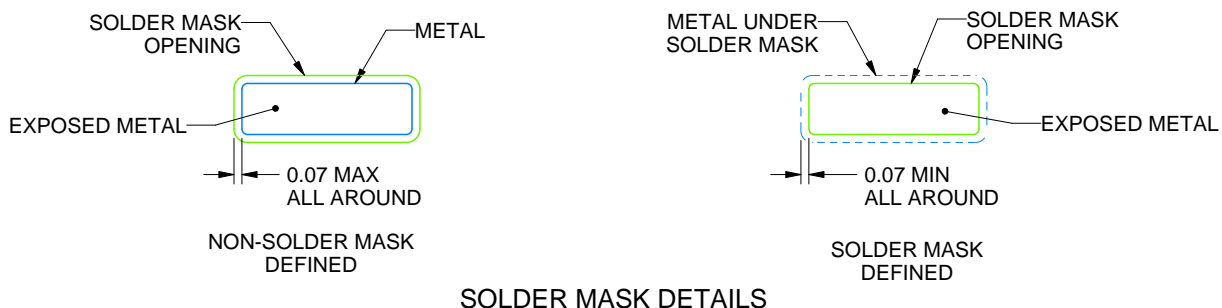 SOLDER MASK
OPENING
METAL
EXPOSED METAL
0.07 MAX
ALL AROUND
NON-SOLDER MASK
DEFINED
METAL UNDER
SOLDER MASK
SOLDER MASK
OPENING
EXPOSED METAL
0.07 MIN
ALL AROUND
SOLDER MASK
DEFINED
SOLDER MASK DETAILS